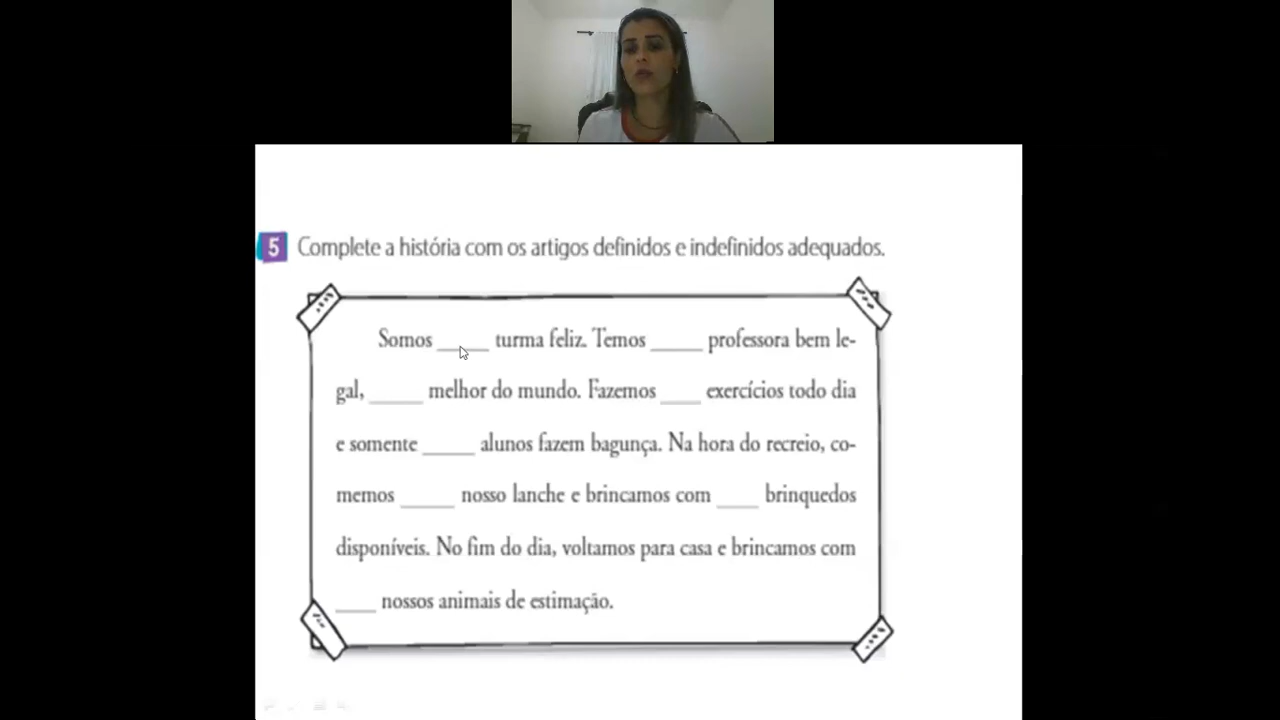 5 Complete a história com os artigos definidos e indefinidos adequados.
Somos _____ turma feliz. Temos _____ professora bem le-
gal, _____ melhor do mundo. Fazemos ____ exercícios todo dia
e somente _____ alunos fazem bagunça. Na hora do recreio, co-
memos _____ nosso lanche e brincamos com ____ brinquedos
disponíveis. No fim do dia, voltamos para casa e brincamos com
____ nossos animais de estimação.